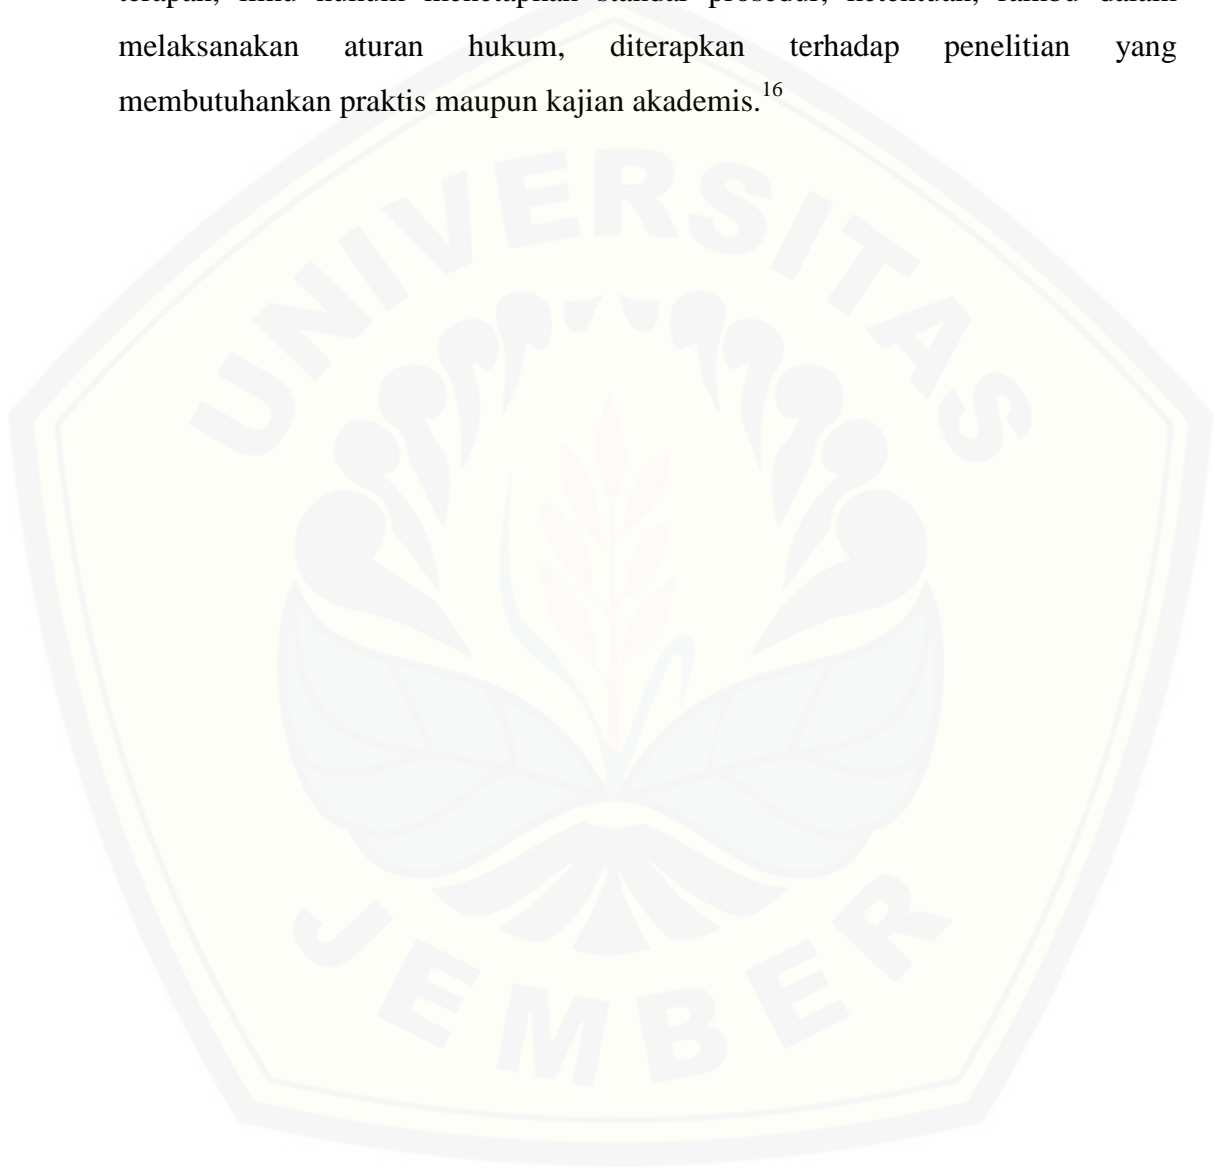 terapan, ilmu hukum menetapkan standar prosedur, ketentuan, rambu dalam
melaksanakan aturan hukum, diterapkan terhadap penelitian yang
membutuhankan praktis maupun kajian akademis.16
UNIVERSITAS
JEMBER